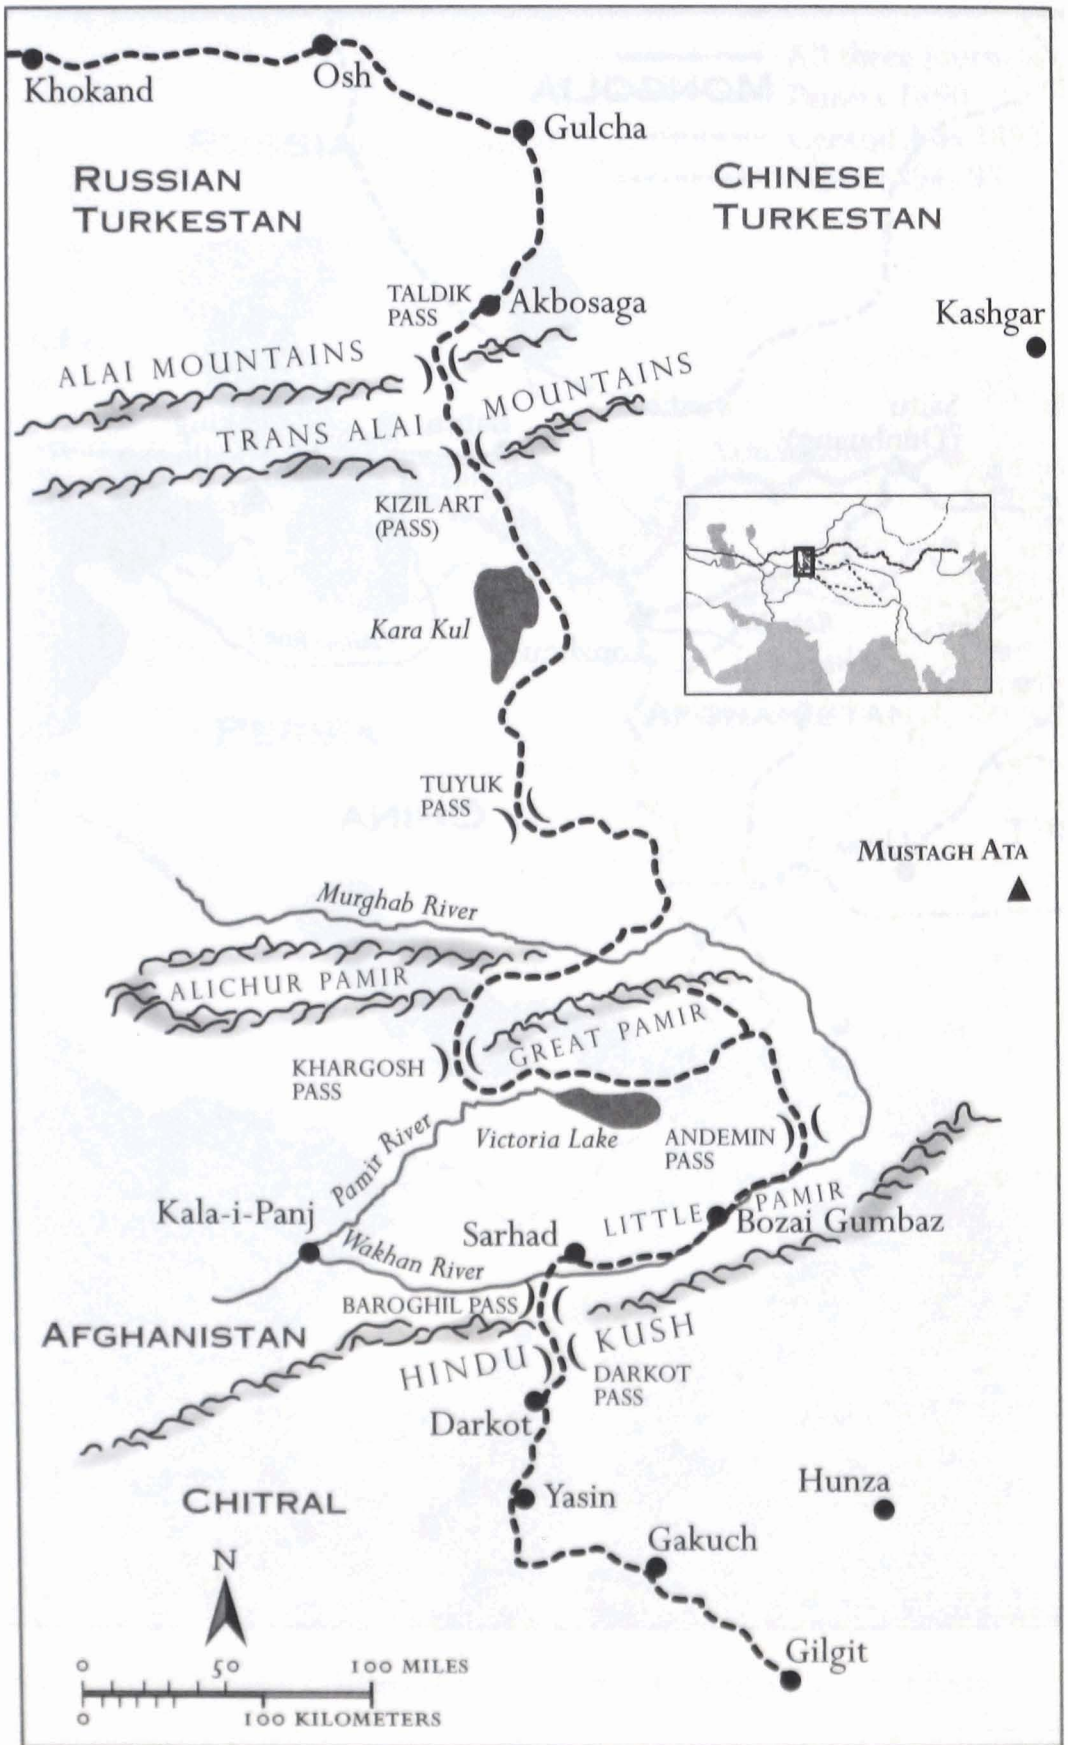 Khokand
Osh
Gulcha
RUSSIAN
TURKESTAN
CHINESE
TURKESTAN
TALDIK
PASS
Akbosaga
Kashgar
ALAI MOUNTAINS
TRANS ALAI MOUNTAINS
KIZIL ART
(PASS)
Kara Kul
TUYUK
PASS
MUSTAGH ATA
Murghab River
ALICHUR PAMIR
GREAT PAMIR
KHARGOSH
PASS
Victoria Lake
ANDEMIN
PASS
Pamir River
Kala-i-Panj
Sarhad
LITTLE PAMIR
Bozai Gumbaz
Wakhan River
BAROGHIL PASS
AFGHANISTAN
HINDU KUSH
DARKOT
PASS
Darkot
Yasin
Hunza
CHITRAL
Gakuch
N
Gilgit
0 50 100 MILES
0 100 KILOMETERS